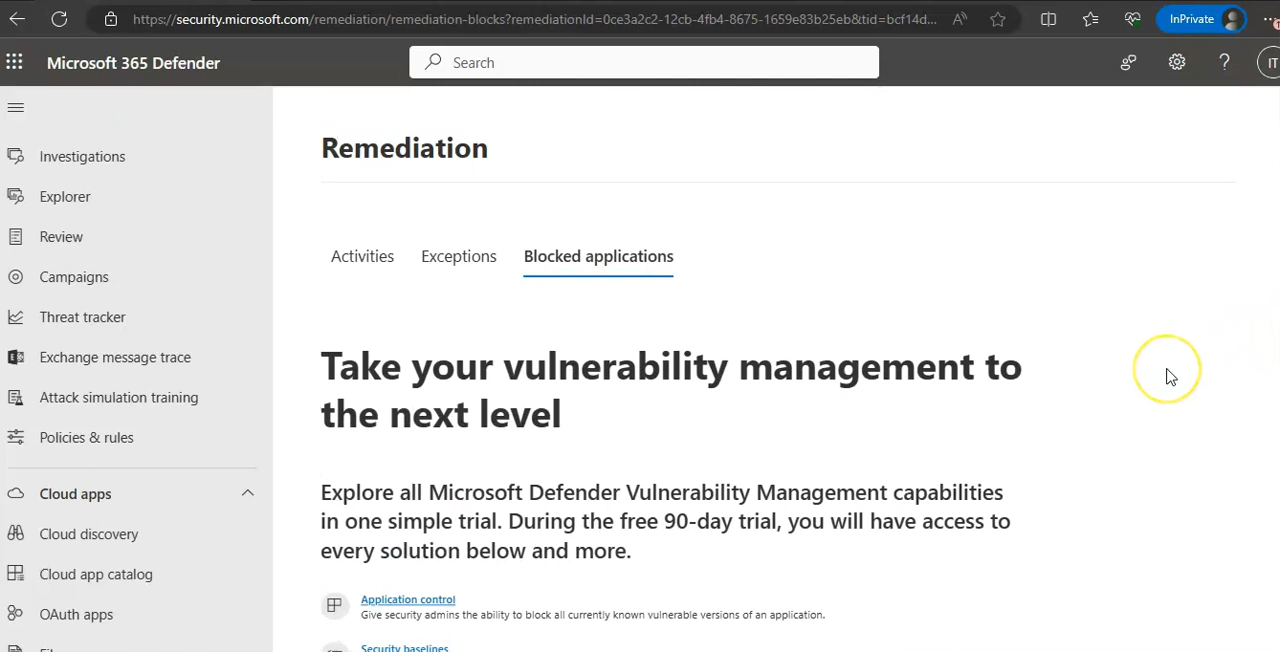 https://security.microsoft.com/remediation/remediation-blocks?remediationId=0ce3a2c2-12cb-4fb4-8675-1659e83b25eb&tid=bcf14d...
InPrivate
Microsoft 365 Defender
Search
IT
Remediation
Investigations
Explorer
Review
Campaigns
Threat tracker
Exchange message trace
Attack simulation training
Policies & rules
Cloud apps
Cloud discovery
Cloud app catalog
OAuth apps
Activities
Exceptions
Blocked applications
Take your vulnerability management to
the next level
Explore all Microsoft Defender Vulnerability Management capabilities
in one simple trial. During the free 90-day trial, you will have access to
every solution below and more.
Application control
Give security admins the ability to block all currently known vulnerable versions of an application.
Security baselines